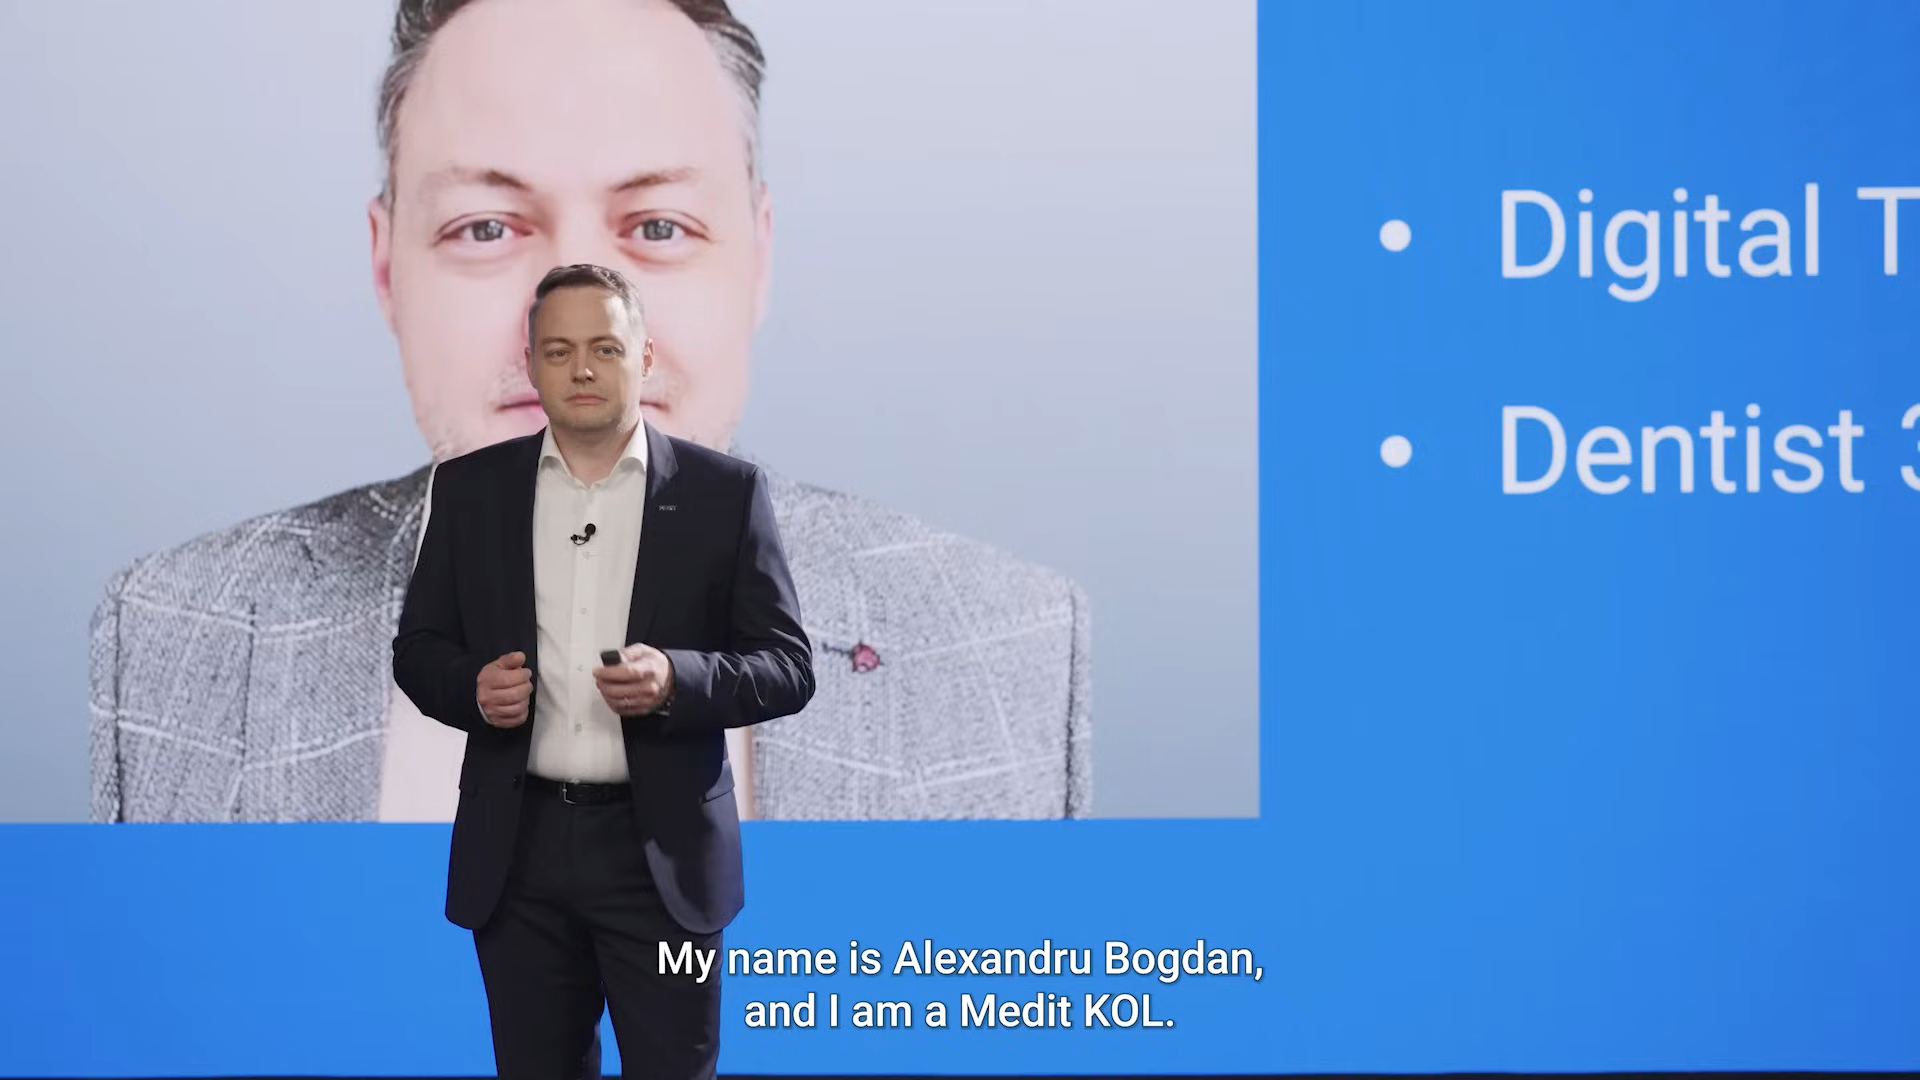 • Digital T
• Dentist 3
My name is Alexandru Bogdan,
and I am a Medit KOL.